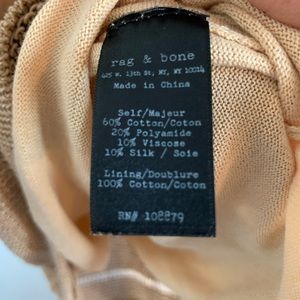 rag & bone
425 W. 13th St, NY, NY 10014
Made in China
Self/Majeur
60% Cotton/Coton
20% Polyamide
10% Viscose
10% Silk / Soie
Lining/Doublure
100% Cotton/Coton
RN# 108879